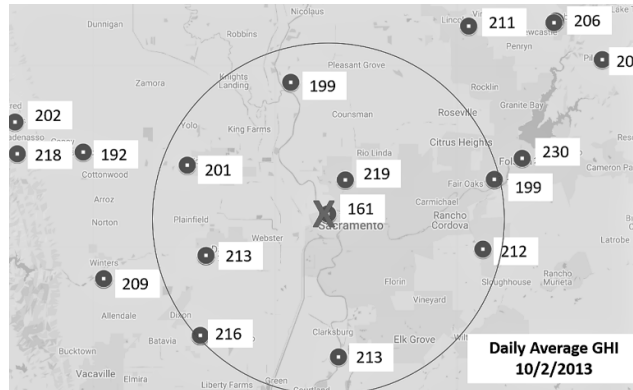 Nicolaus
Robbins
Lincoln
211
206
Newcastle
Penryn
Pleasant Grove
Knights
Landing
Zamora
199
Rocklin
20
Granite Bay
Counsman
Roseville
202
Yolo
King Farms
Citrus Heights
218
192
Rio Linda
230
Cottonwood
201
219
Fair Oaks
199
Cameron Park
Arroz
Carmichael
Norton
Plainfield
X
161
Sacramento
Rancho
Cordova
Webster
213
212
Latrobe
Winters
209
Sloughhouse
Rancho
Murieta
Florin
Allendale
Vineyard
Dixon
216
Batavia
Clarksburg
Bucktown
213
Elk Grove
Daily Average GHI
10/2/2013
Vacaville
Elmira
Liberty Farms
Green